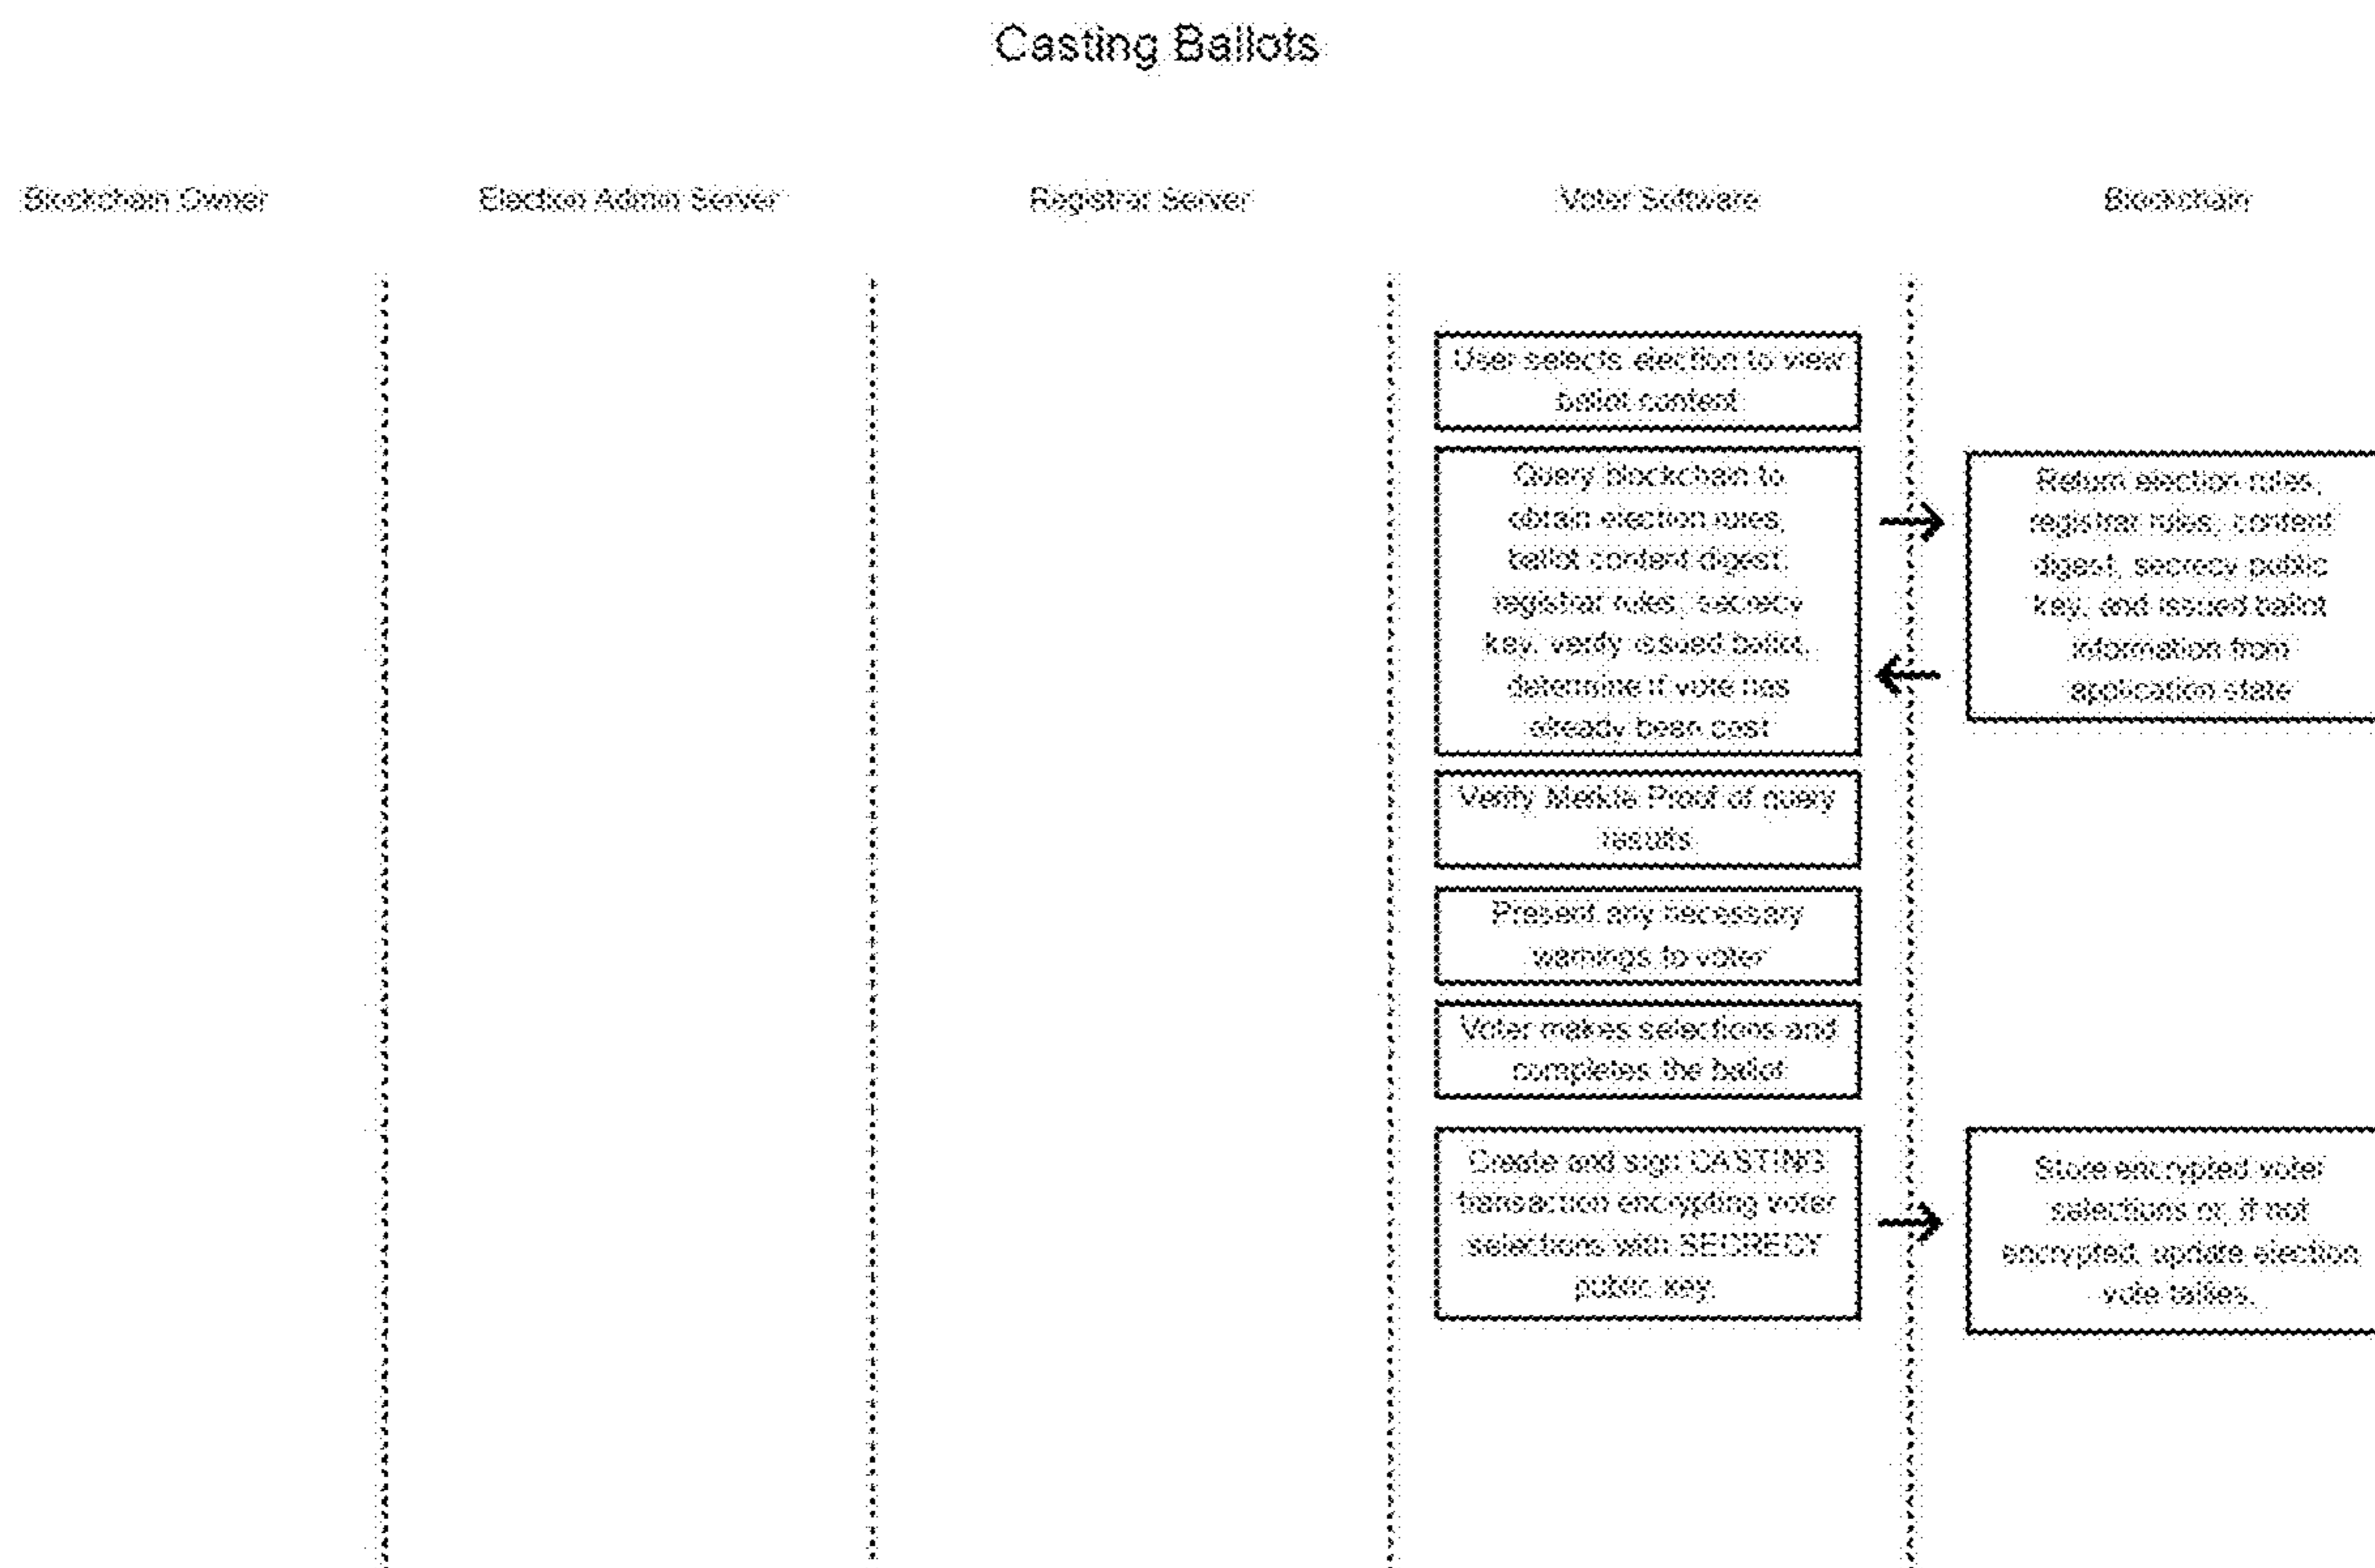 Casting Ballots
Blockchain Owner
Election Admin Server
Registrar Server
Voter Software
Blockchain
User selects election to view
ballot content
Query blockchain to
obtain election rules,
ballot content digest,
registrar rules, secrecy
key, verify issued ballot,
determine if vote has
already been cast
Return election rules,
registrar rules, content
digest, secrecy public
key, and issued ballot
information from
application state
Verify Merkle Proof of query
results.
Present any necessary
warnings to voter
Voter makes selections and
completes the ballot
Create and sign CASTING
transaction encrypting voter
selections with SECRECY
public key.
Store encrypted voter
selections or, if not
encrypted, update election
vote tallies.